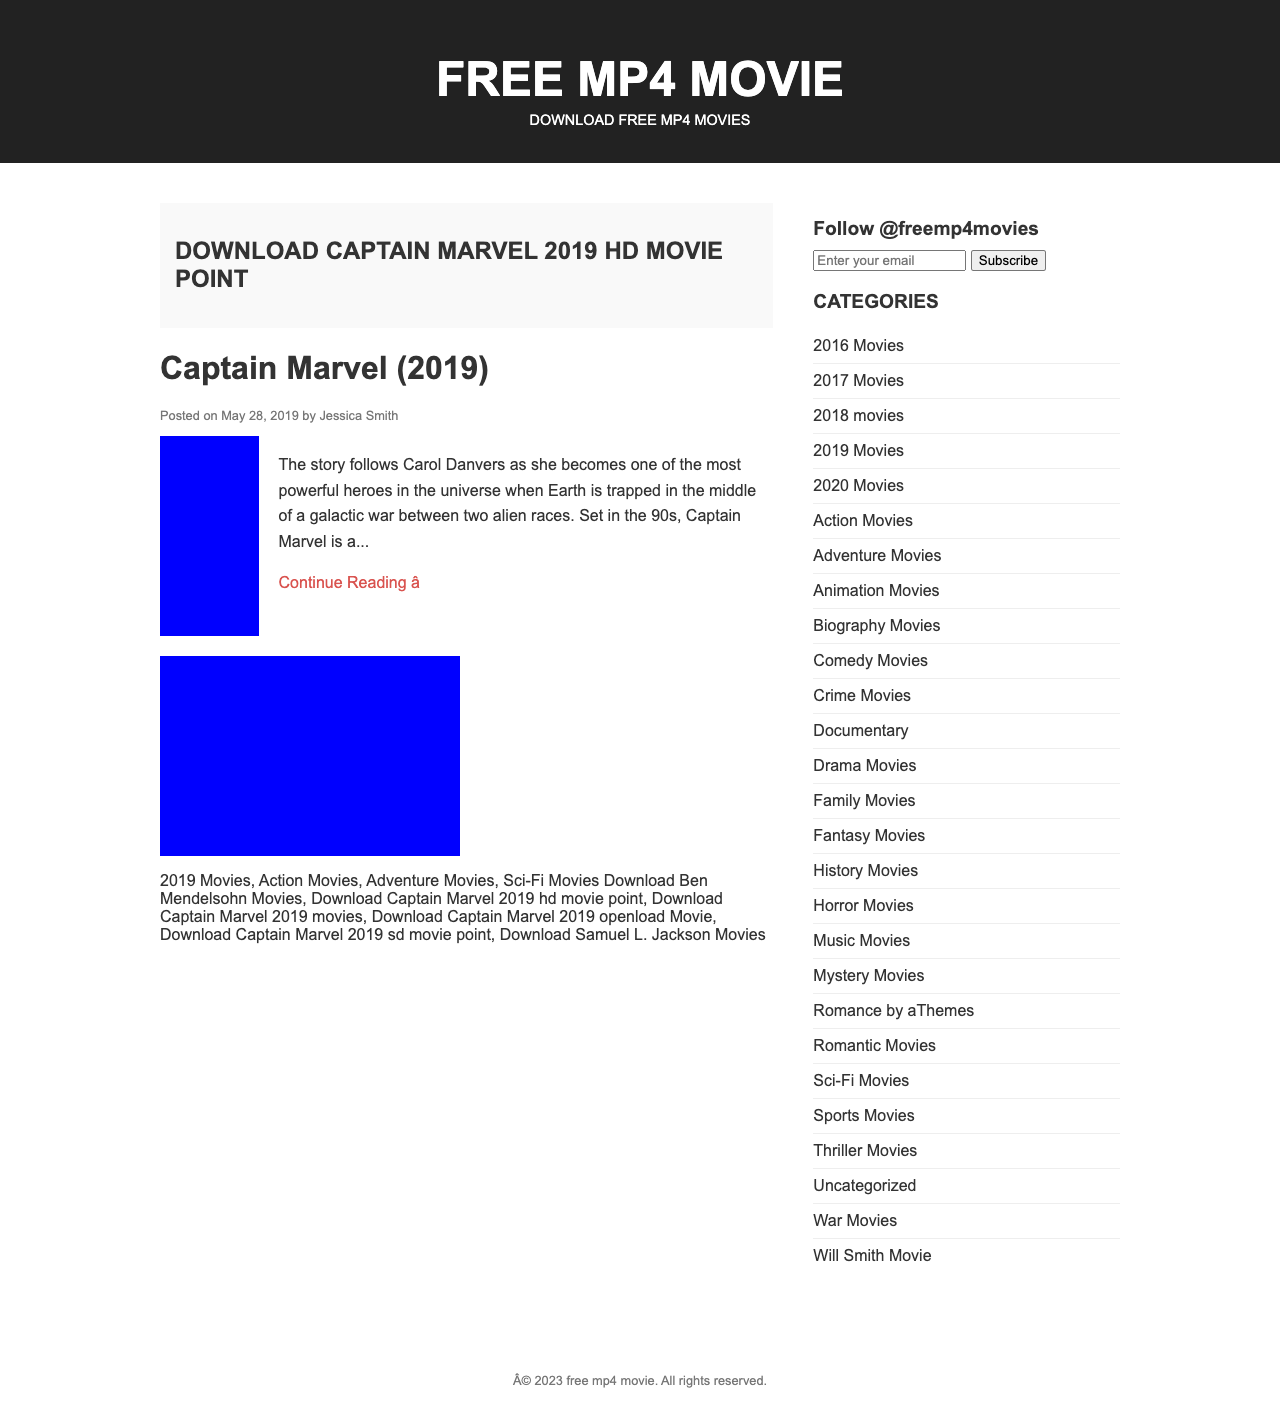 FREE MP4 MOVIE
DOWNLOAD FREE MP4 MOVIES
DOWNLOAD CAPTAIN MARVEL 2019 HD MOVIE
POINT
Captain Marvel (2019)
Posted on May 28, 2019 by Jessica Smith
The story follows Carol Danvers as she becomes one of the most
powerful heroes in the universe when Earth is trapped in the middle
of a galactic war between two alien races. Set in the 90s, Captain
Marvel is a...
Continue Reading â
2019 Movies, Action Movies, Adventure Movies, Sci-Fi Movies Download Ben
Mendelsohn Movies, Download Captain Marvel 2019 hd movie point, Download
Captain Marvel 2019 movies, Download Captain Marvel 2019 openload Movie,
Download Captain Marvel 2019 sd movie point, Download Samuel L. Jackson Movies
Follow @freemp4movies
Enter your email Subscribe
CATEGORIES
2016 Movies
2017 Movies
2018 movies
2019 Movies
2020 Movies
Action Movies
Adventure Movies
Animation Movies
Biography Movies
Comedy Movies
Crime Movies
Documentary
Drama Movies
Family Movies
Fantasy Movies
History Movies
Horror Movies
Music Movies
Mystery Movies
Romance by aThemes
Romantic Movies
Sci-Fi Movies
Sports Movies
Thriller Movies
Uncategorized
War Movies
Will Smith Movie
Â© 2023 free mp4 movie. All rights reserved.